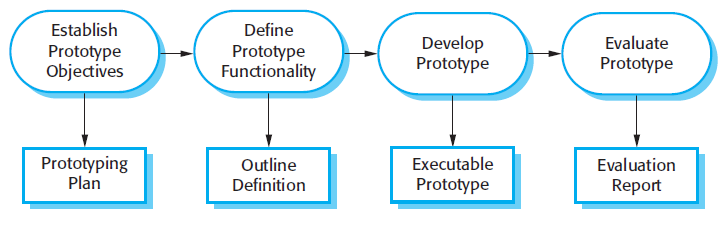 Establish
Prototype
Objectives
Define
Prototype
Functionality
Develop
Prototype
Evaluate
Prototype
Prototyping
Plan
Outline
Definition
Executable
Prototype
Evaluation
Report